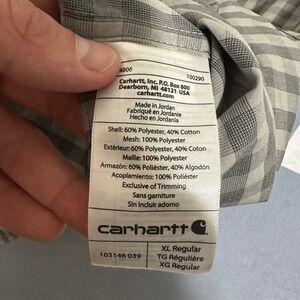 4806 100290
Carhartt, Inc. P.O. Box 600
Dearborn, MI 48121 USA
carhartt.com
Made in Jordan
Fabriqué en Jordanie
Hecho en Jordania
Shell: 60% Polyester, 40% Cotton
Mesh: 100% Polyester
Extérieur: 60% Polyester, 40% Coton
Maille: 100% Polyester
Armazón: 60% Poliéster, 40% Algodón
Acoplamiento: 100% Poliéster
Exclusive of Trimming
Sans garniture
Sin incluir adorno
carhartt
103146 039
XL Regular
TG Régulière
XG Regular